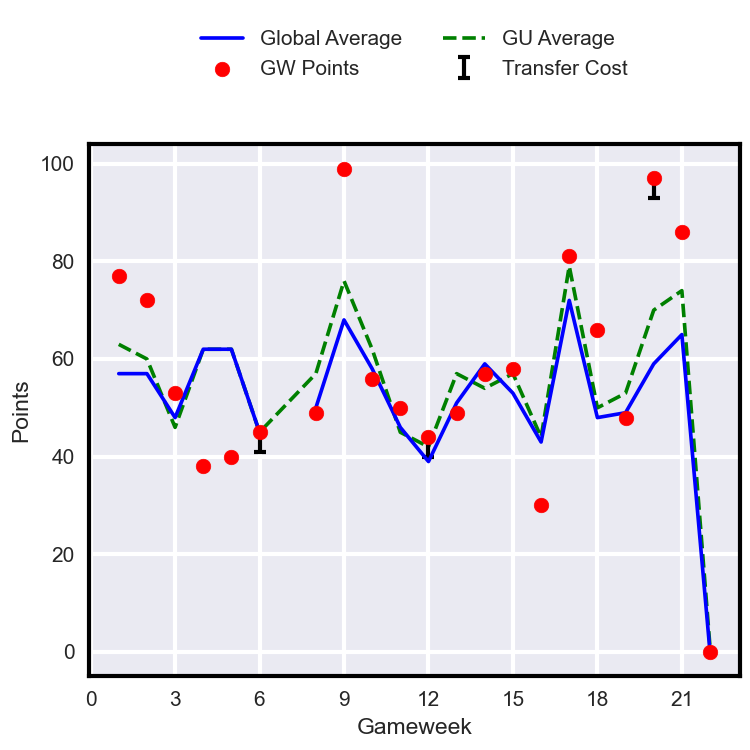 Global Average
GU Average
GW Points
Transfer Cost
100
80
60
40
20
0
Points
0 3 6 9 12 15 18 21
Gameweek